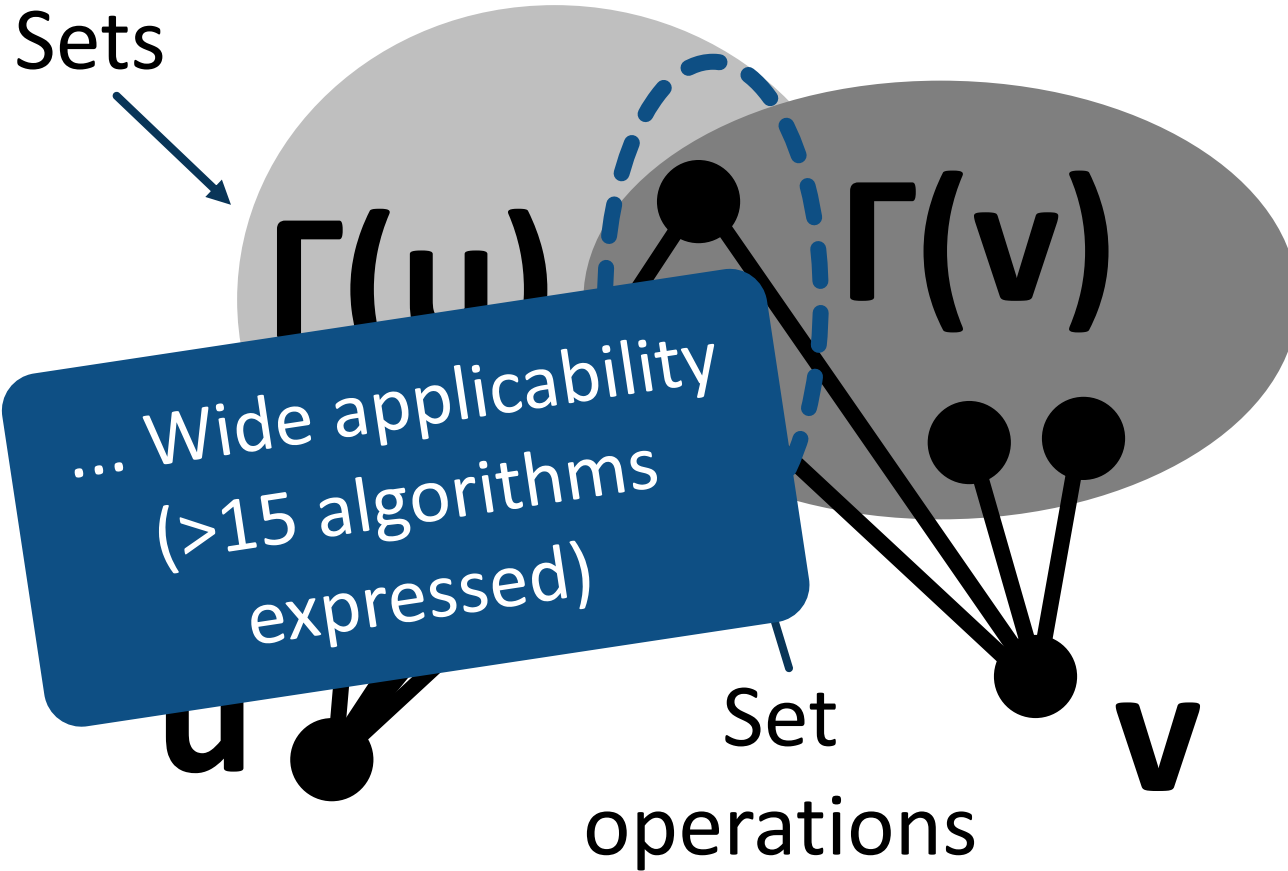 Sets
Γ(u)
Γ(v)
... Wide applicability
(>15 algorithms
expressed)
u
v
Set
operations